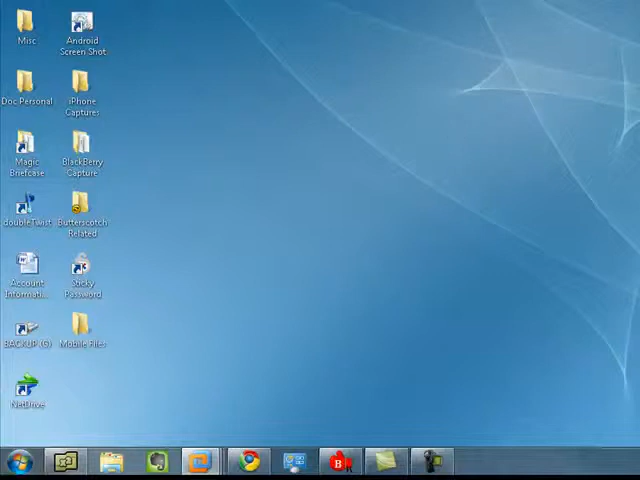 Misc
Android
Screen Shot
Doc Personal
iPhone
Captures
Magic
Briefcase
BlackBerry
Capture
doubleTwist
Butterscotch
Related
Account
Informati...
Sticky
Password
BACKUP (G)
Mobile Files
NetDrive